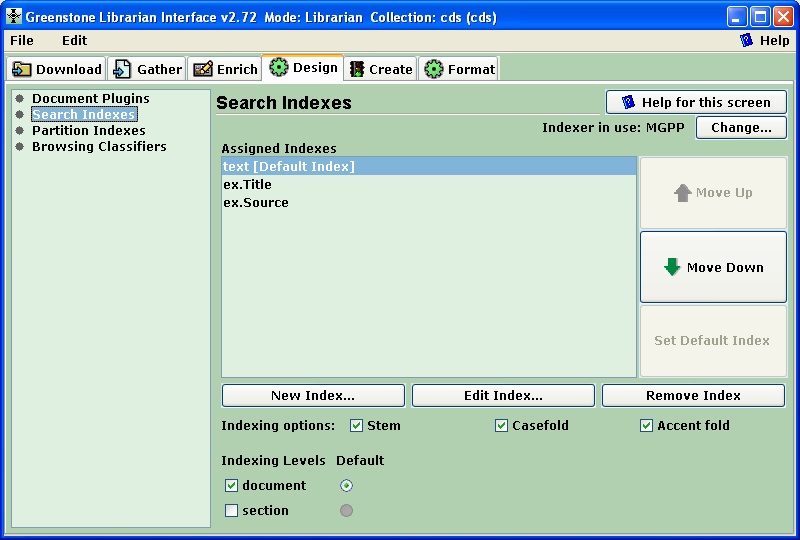 Greenstone Librarian Interface v2.72  Mode: Librarian  Collection: cds (cds)
File Edit Help
Download Gather Enrich Design Create Format
Document Plugins
Search Indexes
Partition Indexes
Browsing Classifiers
Search Indexes
Help for this screen
Indexer in use: MGPP Change...
Assigned Indexes
text [Default Index]
ex.Title
ex.Source
Move Up
Move Down
Set Default Index
New Index... Edit Index... Remove Index
Indexing options: Stem Casefold Accent fold
Indexing Levels Default
document
section